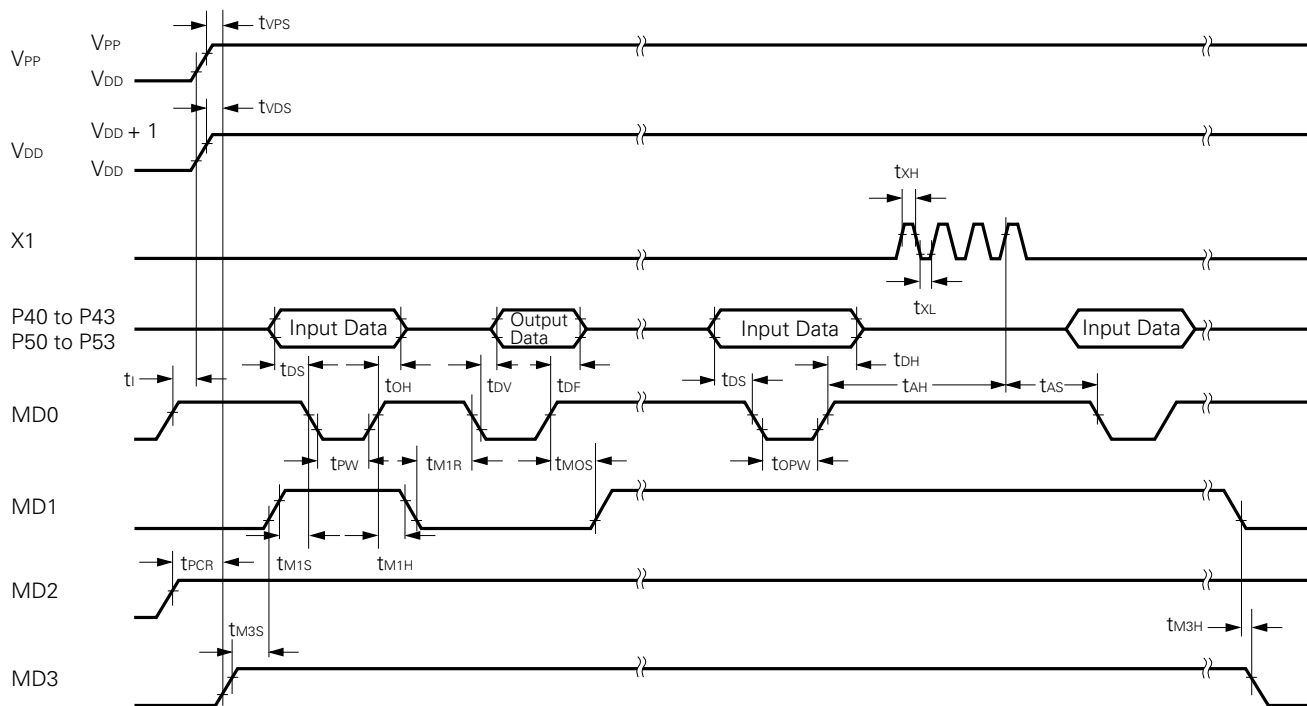 tVPS
VPP
VPP
VDD
tVDS
VDD + 1
VDD
VDD
tXH
X1
tXL
P40 to P43
P50 to P53
Input Data
Output
Data
Input Data
Input Data
tI
tDS
tOH
tDV
tDF
tDS
tDH
tAH
tAS
MD0
tPW
tM1R
tMOS
tOPW
MD1
tPCR
tM1S
tM1H
MD2
tM3S
tM3H
MD3